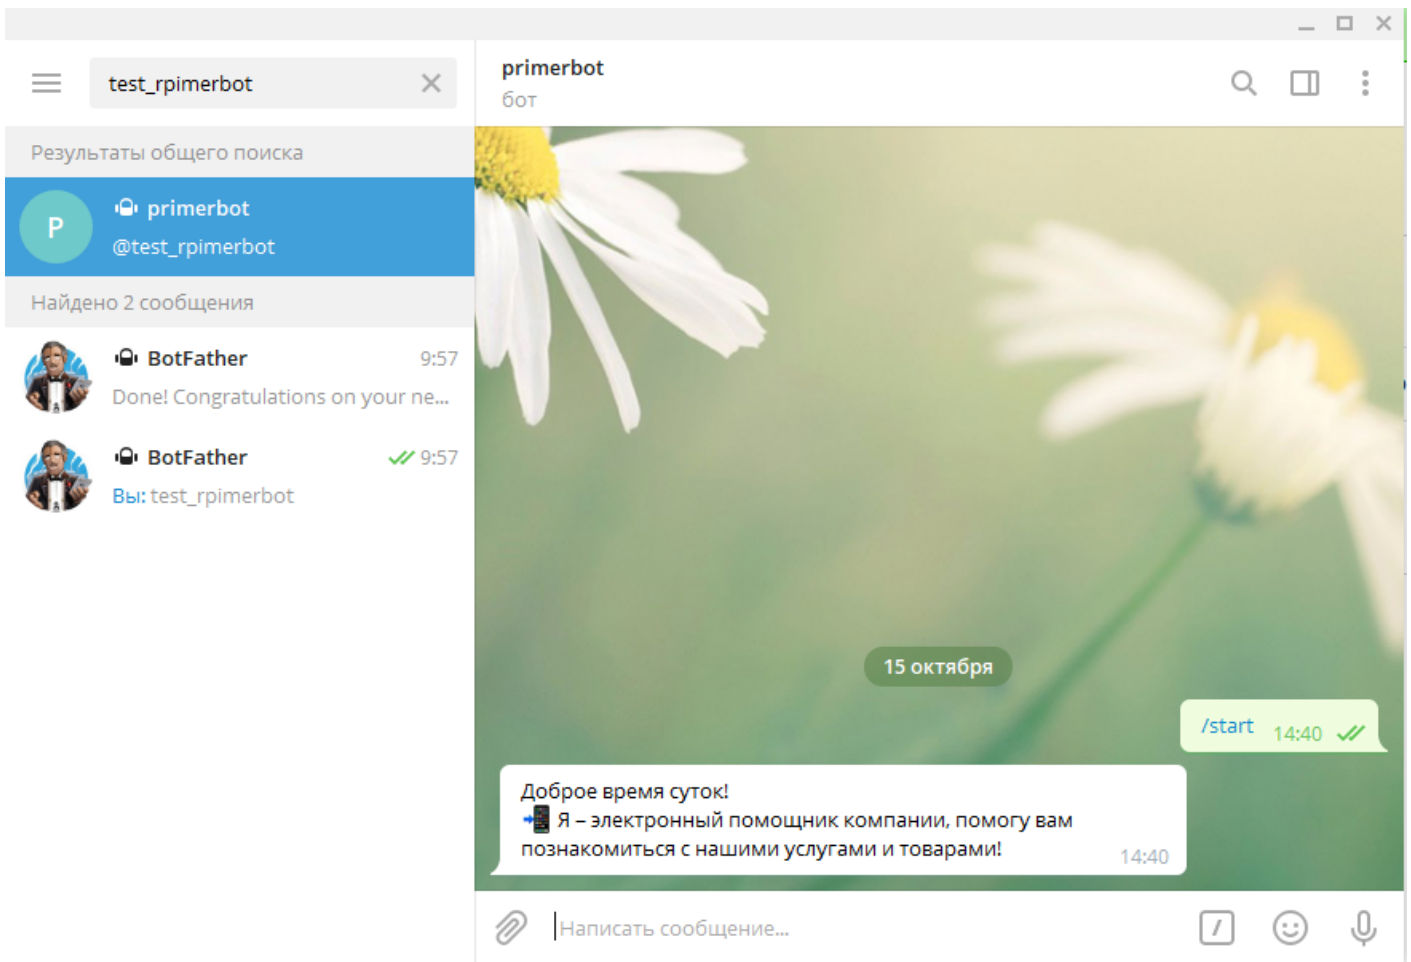 test_rpimerbot
Результаты общего поиска
P
primerbot
@test_rpimerbot
Найдено 2 сообщения
BotFather 9:57
Done! Congratulations on your ne...
BotFather 9:57
Вы: test_rpimerbot
primerbot
бот
15 октября
/start 14:40
Доброе время суток!
Я – электронный помощник компании, помогу вам
познакомиться с нашими услугами и товарами!
14:40
Написать сообщение...